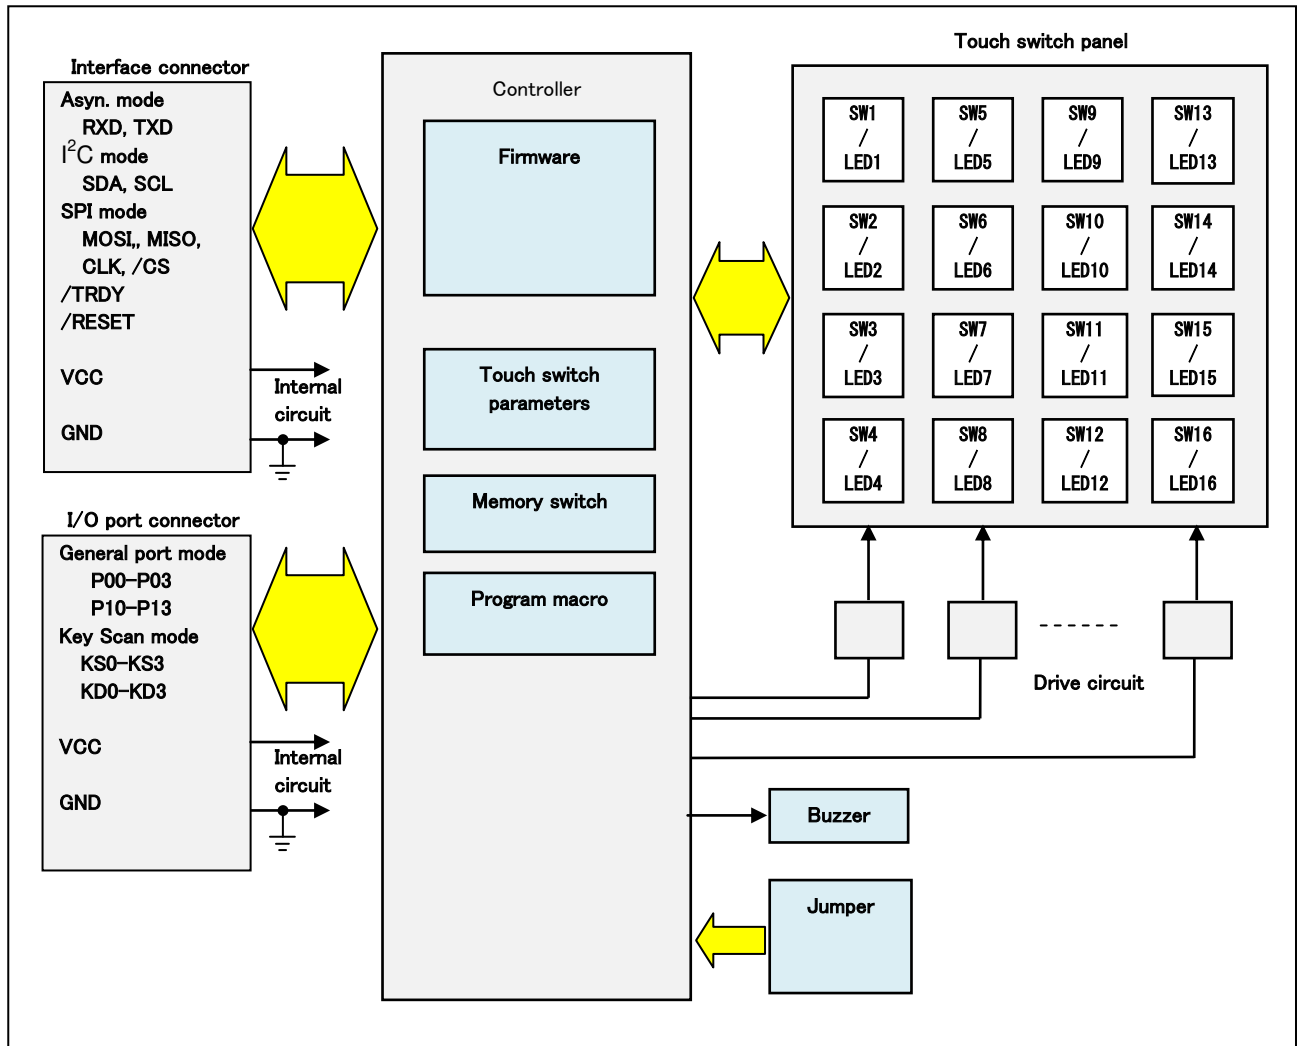 Touch switch panel
Interface connector
Asyn. mode
RXD, TXD
I²C mode
SDA, SCL
SPI mode
MOSI,, MISO,
CLK, /CS
/TRDY
/RESET
VCC
GND
Internal
circuit
I/O port connector
General port mode
P00-P03
P10-P13
Key Scan mode
KS0-KS3
KD0-KD3
VCC
GND
Internal
circuit
Controller
Firmware
Touch switch
parameters
Memory switch
Program macro
SW1
/
LED1
SW5
/
LED5
SW9
/
LED9
SW13
/
LED13
SW2
/
LED2
SW6
/
LED6
SW10
/
LED10
SW14
/
LED14
SW3
/
LED3
SW7
/
LED7
SW11
/
LED11
SW15
/
LED15
SW4
/
LED4
SW8
/
LED8
SW12
/
LED12
SW16
/
LED16
Drive circuit
Buzzer
Jumper